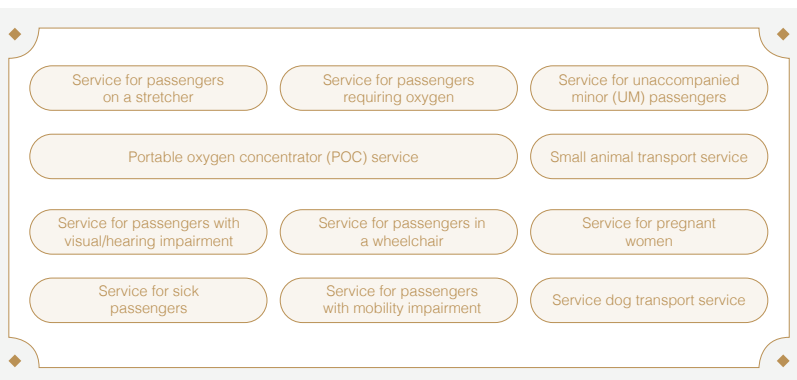 Service for passengers
on a stretcher
Service for passengers
requiring oxygen
Service for unaccompanied
minor (UM) passengers
Portable oxygen concentrator (POC) service
Small animal transport service
Service for passengers with
visual/hearing impairment
Service for passengers in
a wheelchair
Service for pregnant
women
Service for sick
passengers
Service for passengers
with mobility impairment
Service dog transport service